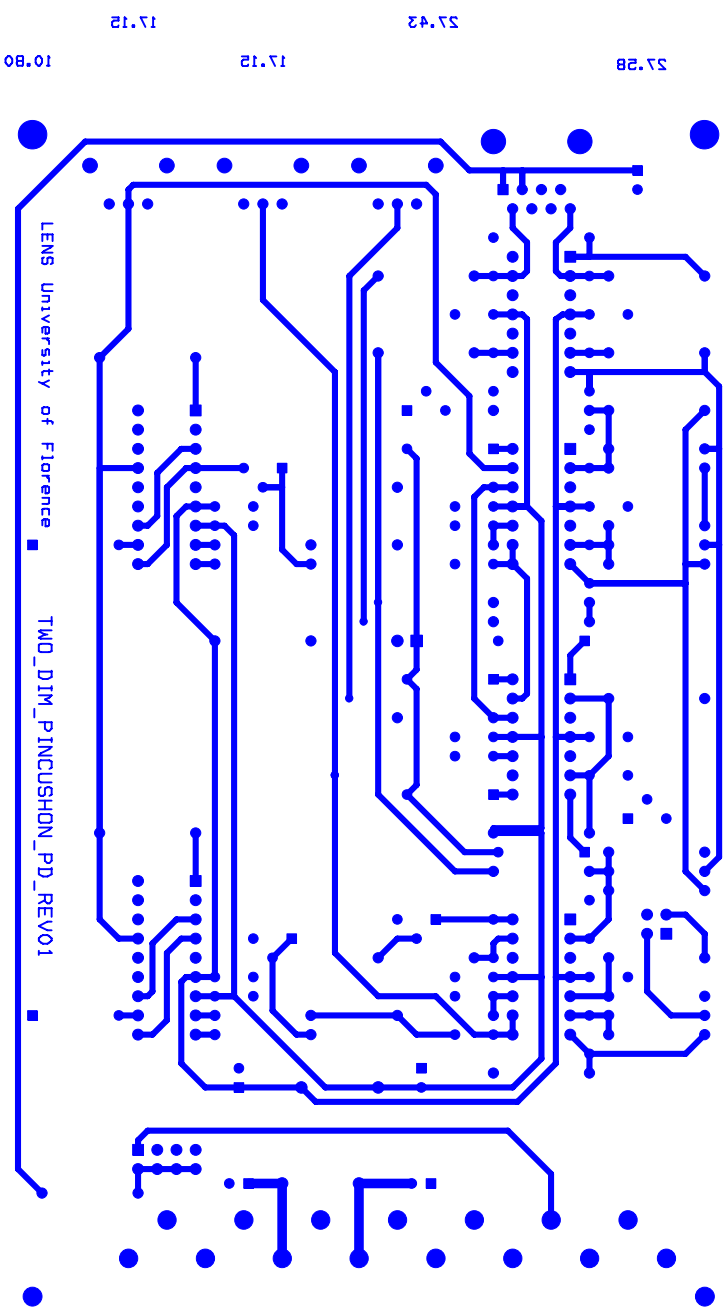 17.15
27.43
10.80
17.15
27.58
LENS University of Florence
TWO_DIM_PINCUSHON_PD_REV01